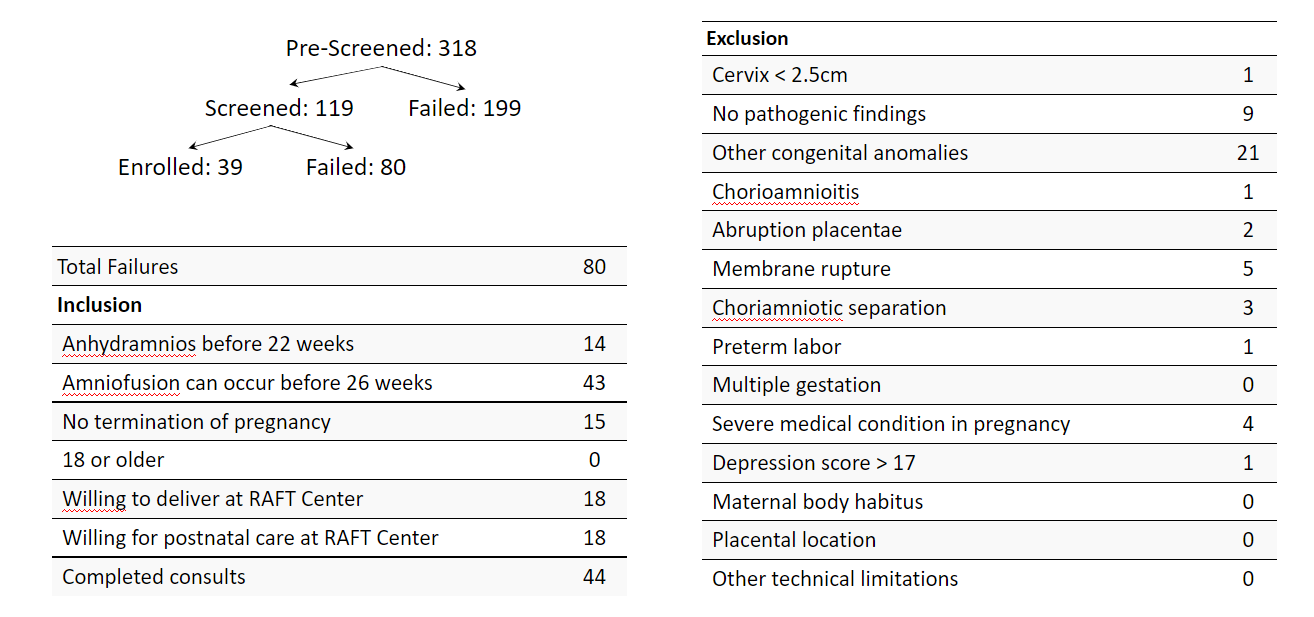 Pre-Screened: 318
Screened: 119 Failed: 199
Enrolled: 39 Failed: 80
Total Failures 80
Inclusion
Anhydramnios before 22 weeks 14
Amniofusion can occur before 26 weeks 43
No termination of pregnancy 15
18 or older 0
Willing to deliver at RAFT Center 18
Willing for postnatal care at RAFT Center 18
Completed consults 44
Exclusion
Cervix < 2.5cm 1
No pathogenic findings 9
Other congenital anomalies 21
Chorioamnioitis 1
Abruption placentae 2
Membrane rupture 5
Choriamniotic separation 3
Preterm labor 1
Multiple gestation 0
Severe medical condition in pregnancy 4
Depression score > 17 1
Maternal body habitus 0
Placental location 0
Other technical limitations 0